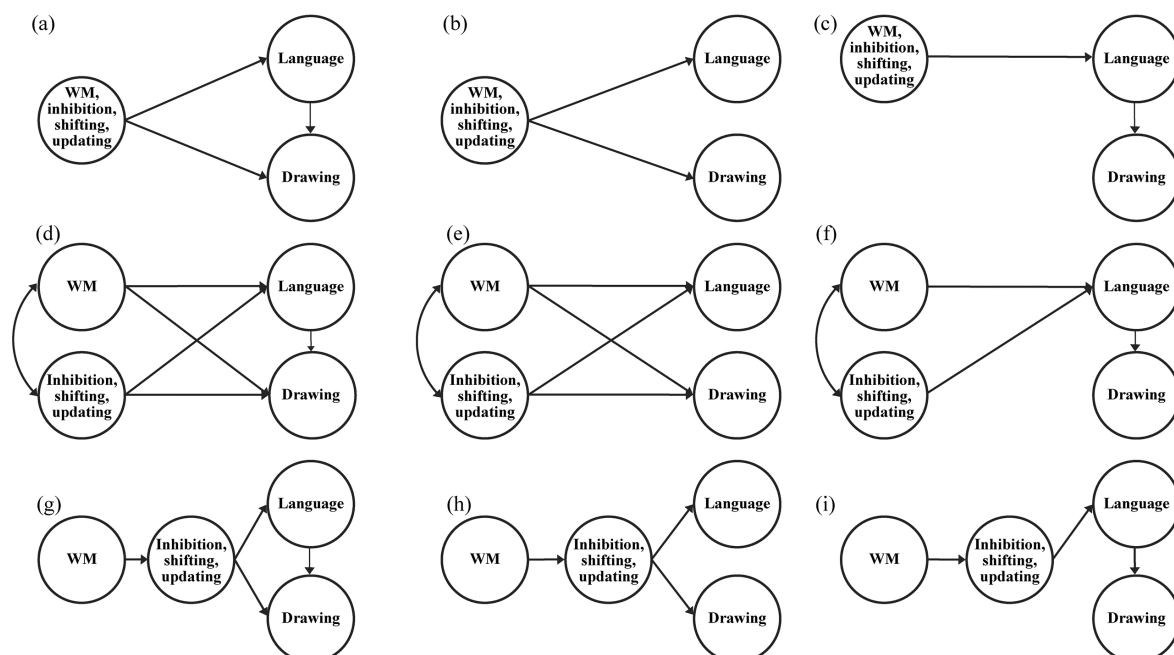 (a)
Language
WM,
inhibition,
shifting,
updating
Drawing
(b)
Language
WM,
inhibition,
shifting,
updating
Drawing
(c)
WM,
inhibition,
shifting,
updating
Language
Drawing
(d)
WM
Language
Inhibition,
shifting,
updating
Drawing
(e)
WM
Language
Inhibition,
shifting,
updating
Drawing
(f)
WM
Language
Inhibition,
shifting,
updating
Drawing
(g)
Language
WM
Inhibition,
shifting,
updating
Drawing
(h)
Language
WM
Inhibition,
shifting,
updating
Drawing
(i)
Language
WM
Inhibition,
shifting,
updating
Drawing